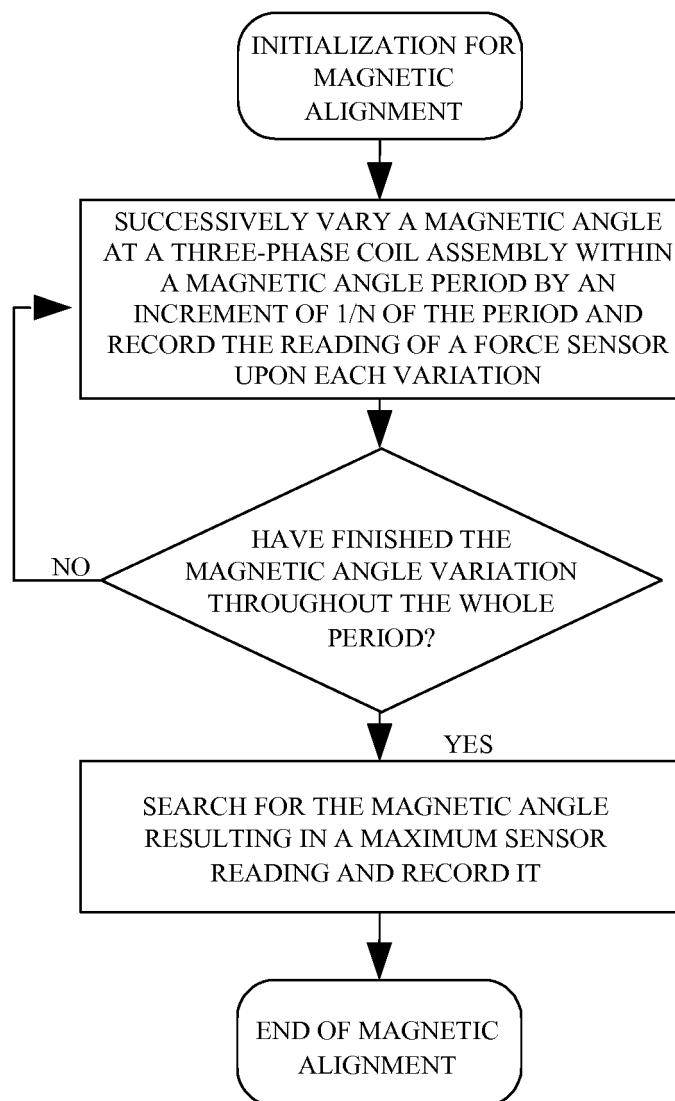 INITIALIZATION FOR
MAGNETIC
ALIGNMENT
SUCCESSIVELY VARY A MAGNETIC ANGLE
AT A THREE-PHASE COIL ASSEMBLY WITHIN
A MAGNETIC ANGLE PERIOD BY AN
INCREMENT OF 1/N OF THE PERIOD AND
RECORD THE READING OF A FORCE SENSOR
UPON EACH VARIATION
HAVE FINISHED THE
MAGNETIC ANGLE VARIATION
THROUGHOUT THE WHOLE
PERIOD?
NO
YES
SEARCH FOR THE MAGNETIC ANGLE
RESULTING IN A MAXIMUM SENSOR
READING AND RECORD IT
END OF MAGNETIC
ALIGNMENT